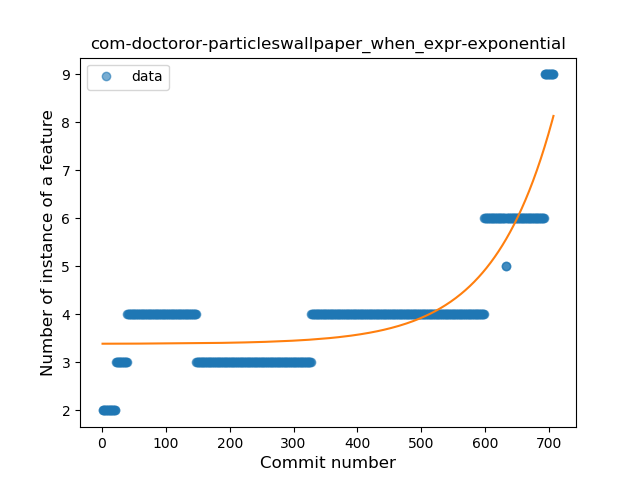 com-doctoror-particleswallpaper_when_expr-exponential
data
Number of instance of a feature
9
8
7
6
5
4
3
2
0 100 200 300 400 500 600 700
Commit number